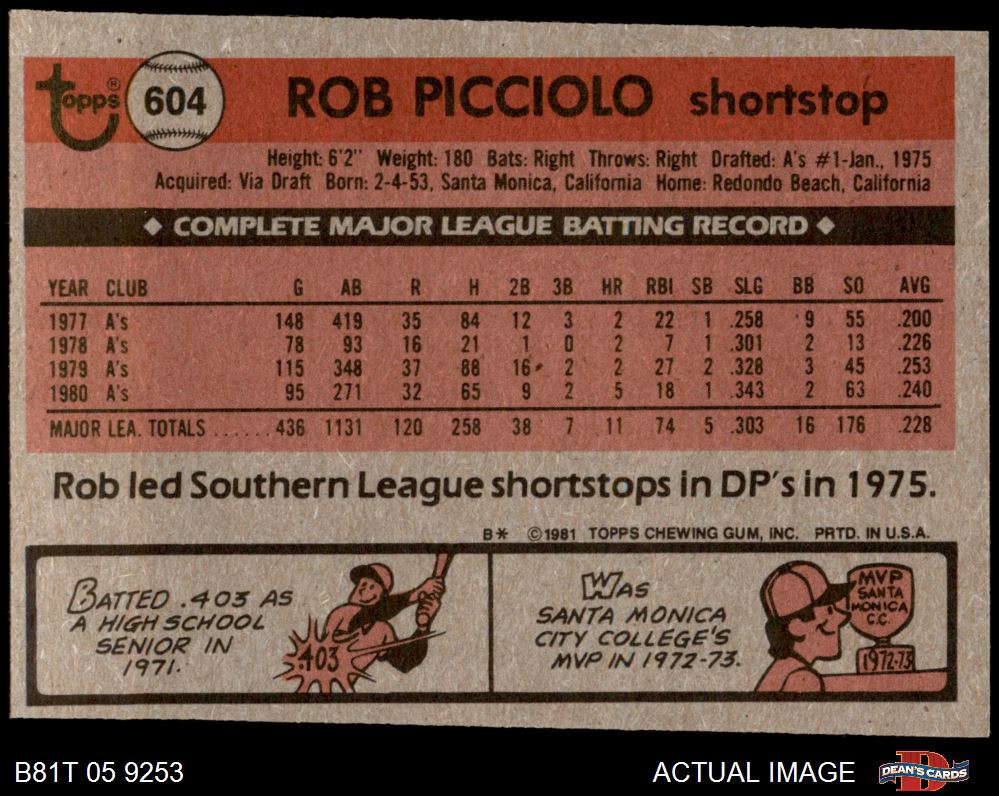 topps® 604 ROB PICCIOLO shortstop
Height: 6'2" Weight: 180 Bats: Right Throws: Right Drafted: A's #1-Jan., 1975
Acquired: Via Draft Born: 2-4-53, Santa Monica, California Home: Redondo Beach, California
◆ COMPLETE MAJOR LEAGUE BATTING RECORD ◆
YEAR CLUB G AB R H 2B 3B HR RBI SB SLG BB SO AVG
1977 A's 148 419 35 84 12 3 2 22 1 .258 9 55 .200
1978 A's 78 93 16 21 1 0 2 7 1 .301 2 13 .226
1979 A's 115 348 37 88 16 2 2 27 2 .328 3 45 .253
1980 A's 95 271 32 65 9 2 5 18 1 .343 2 63 .240
MAJOR LEA. TOTALS ...... 436 1131 120 258 38 7 11 74 5 .303 16 176 .228
Rob led Southern League shortstops in DP's in 1975.
B* ©1981 TOPPS CHEWING GUM, INC. PRTD. IN U.S.A.
BATTED .403 AS
A HIGH SCHOOL
SENIOR IN
1971.
.403
WAS
SANTA MONICA
CITY COLLEGE'S
MVP IN 1972-73.
MVP
SANTA
MONICA
C.C.
1972-73
B81T 05 9253 ACTUAL IMAGE DEAN'S CARDS